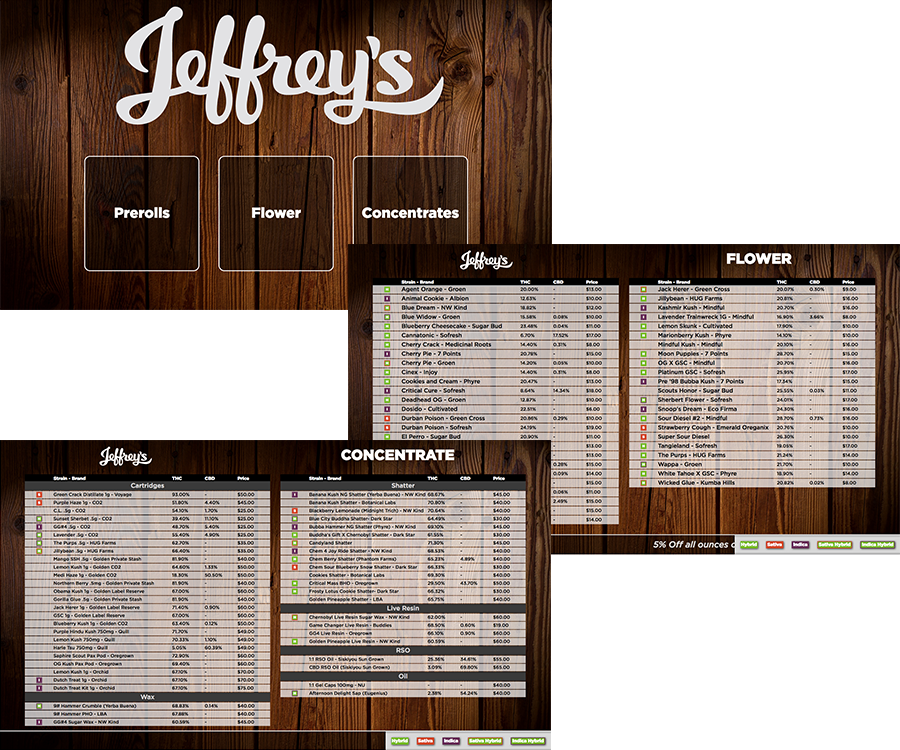 Jeffrey's
Prerolls
Flower
Concentrates
Jeffrey's
FLOWER
Strain - Brand THC CBD Price
Agent Orange - Groen 20.00% - $13.00
Animal Cookie - Albion 12.63% - $10.00
Blue Dream - NW Kind 18.82% - $12.00
Blue Widow - Groen 15.58% 0.08% $10.00
Blueberry Cheesecake - Sugar Bud 23.48% 0.04% $11.00
Cannatonic - Sofresh 6.70% 17.52% $17.00
Cherry Crack - Medicinal Roots 14.40% 0.31% $8.00
Cherry Pie - 7 Points 20.76% - $15.00
Cherry Pie - Groen 14.20% 0.05% $10.00
Cinex - Injoy 14.40% 0.31% $8.00
Cookies and Cream - Phyre 20.47% - $13.00
Critical Cure - Sofresh 8.64% 14.34% $18.00
Deadhead OG - Groen 12.87% - $10.00
Dosido - Cultivated 22.51% - $6.00
Durban Poison - Green Cross 20.86% 0.29% $10.00
Durban Poison - Sofresh 24.19% - $19.00
El Perro - Sugar Bud 20.90% - $11.00
Strain - Brand THC CBD Price
Jack Herer - Green Cross 20.07% 0.30% $9.00
Jillybean - HUG Farms 20.81% - $16.00
Kashmir Kush - Mindful 20.70% - $16.00
Lavender Trainwreck 1G - Mindful 16.90% 3.66% $8.00
Lemon Skunk - Cultivated 17.90% - $10.00
Marionberry Kush - Phyre 14.10% - $10.00
Mindful Kush - Mindful 20.10% - $16.00
Moon Puppies - 7 Points 28.70% - $15.00
OG X GSC - Mindful 20.70% - $16.00
Platinum GSC - Sofresh 25.99% - $17.00
Pre '98 Bubba Kush - 7 Points 17.34% - $15.00
Scouts Honor - Sugar Bud 25.55% 0.03% $11.00
Sherbert Flower - Sofresh 24.01% - $17.00
Snoop's Dream - Eco Firma 24.30% - $16.00
Sour Diesel #2 - Mindful 28.70% 0.73% $16.00
Strawberry Cough - Emerald Oreganix 20.76% - $10.00
Super Sour Diesel 26.30% - $10.00
Tangieland - Sofresh 19.05% - $17.00
The Purps - HUG Farms 21.24% - $14.00
Wappa - Groen 21.70% - $10.00
White Tahoe X GSC - Phyre 18.90% - $14.00
Wicked Glue - Kumba Hills 20.82% 0.02% $8.00
5% Off all ounces
Hybrid Sativa Indica Sativa Hybrid Indica Hybrid
Jeffrey's
CONCENTRATE
Strain - Brand THC CBD Price
Cartridges
Green Crack Distillate 1g - Voyage 93.00% - $50.00
Purple Haze 1g - CO2 51.80% 4.40% $45.00
C.L. .5g - CO2 54.10% 1.70% $25.00
Sunset Sherbet .5g - CO2 39.40% 11.10% $25.00
GG#4 .5g - CO2 48.70% 5.40% $25.00
Lavender .5g - CO2 55.40% 4.90% $25.00
The Purps .5g - HUG Farms 62.70% - $35.00
Jillybean .5g - HUG Farms 66.40% - $35.00
Mango 55H .5g - Golden Private Stash 81.90% - $40.00
Lemon Kush 1g - Golden CO2 64.60% 1.33% $50.00
Medi Haze 1g - Golden CO2 18.30% 50.50% $50.00
Northern Berry .5mg - Golden Private Stash 81.90% - $40.00
Obama Kush 1g - Golden Label Reserve 67.00% - $60.00
Gorilla Glue .5g - Golden Private Stash 81.90% - $40.00
Jack Herer 1g - Golden Label Reserve 71.40% 0.90% $60.00
GSC 1g - Golden Label Reserve 67.00% - $60.00
Blueberry Kush 1g - Golden CO2 63.40% 0.12% $50.00
Purple Hindu Kush 750mg - Quill 71.70% - $49.00
Lemon Kush 750mg - Quill 70.33% 1.10% $49.00
Harle Tsu 750mg - Quill 5.05% 60.39% $49.00
Saphire Scout Pax Pod - Oregown 72.90% - $60.00
OG Kush Pax Pod - Oregrown 69.40% - $60.00
Lemon Kush 1g - Orchid 67.10% - $70.00
Dutch Treat 1g - Orchid 67.10% - $70.00
Dutch Treat Kit 1g - Orchid 67.10% - $75.00
Wax
9# Hammer Crumble (Yerba Buena) 68.83% 0.14% $40.00
9# Hammer PHO - LBA 67.88% - $40.00
GG#4 Sugar Wax - NW Kind 60.59% - $45.00
Strain - Brand THC CBD Price
Shatter
Banana Kush NG Shatter (Yerba Buena) - NW Kind 68.67% - $45.00
Banana Kush Shatter - Botanical Labs 70.80% - $40.00
Blackberry Lemonade (Midnight Trich) - NW Kind 70.64% - $40.00
Blue City Buddha Shatter- Dark Star 64.49% - $30.00
Bubba Hammer NG Shatter (Phyre) - NW Kind 69.10% - $45.00
Buddha's Gift X Chernobyl Shatter - Dark Star 61.55% - $30.00
Candyland Shatter 71.30% - $40.00
Chem 4 Joy Ride Shatter - NW Kind 68.53% - $40.00
Chem Berry Shatter (Phantom Farms) 65.23% 4.89% $40.00
Chem Sour Blueberry Snow Shatter - Dark Star 66.33% - $30.00
Cookies Shatter - Botanical Labs 69.30% - $40.00
Critical Mass BHO - Oregrown 29.50% 43.70% $50.00
Frosty Lotus Cookie Shatter- Dark Star 66.32% - $30.00
Golden Pineapple Shatter - LBA 65.75% - $40.00
Live Resin
Chernobyl Live Resin Sugar Wax - NW Kind 62.00% - $60.00
Game Changer Live Resin - Buddies 68.50% 0.60% $19.00
GG4 Live Resin - Oregrown 66.10% 0.90% $60.00
Golden Pineapple Live Resin - NW Kind 60.59% - $60.00
RSO
1:1 RSO Oil - Siskiyou Sun Grown 25.36% 34.61% $55.00
CBD RSO Oil (Siskiyou Sun Grown) 3.09% 69.80% $65.00
Oil
1:1 Gel Caps 100mg - NU - - $40.00
Afternoon Delight Sap (Eugenius) 2.38% 54.24% $40.00
Hybrid Sativa Indica Sativa Hybrid Indica Hybrid